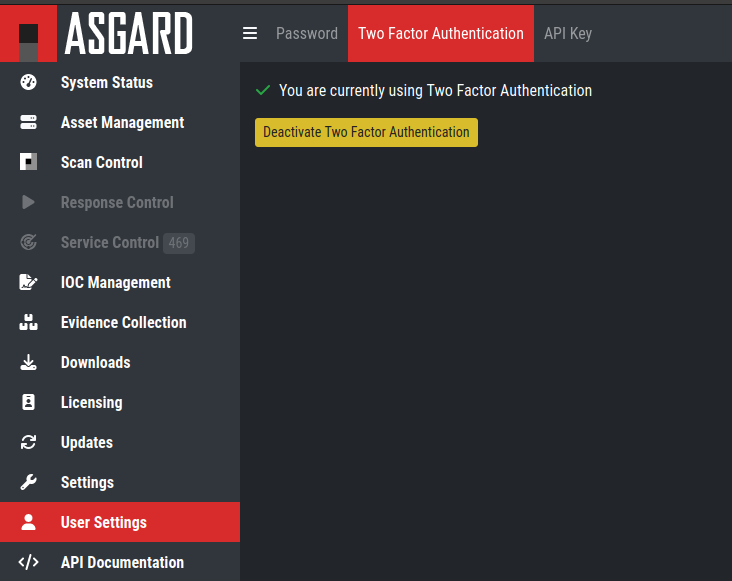 ASGARD
Password Two Factor Authentication API Key
System Status
Asset Management
Scan Control
Response Control
Service Control 469
IOC Management
Evidence Collection
Downloads
Licensing
Updates
Settings
User Settings
API Documentation
You are currently using Two Factor Authentication
Deactivate Two Factor Authentication